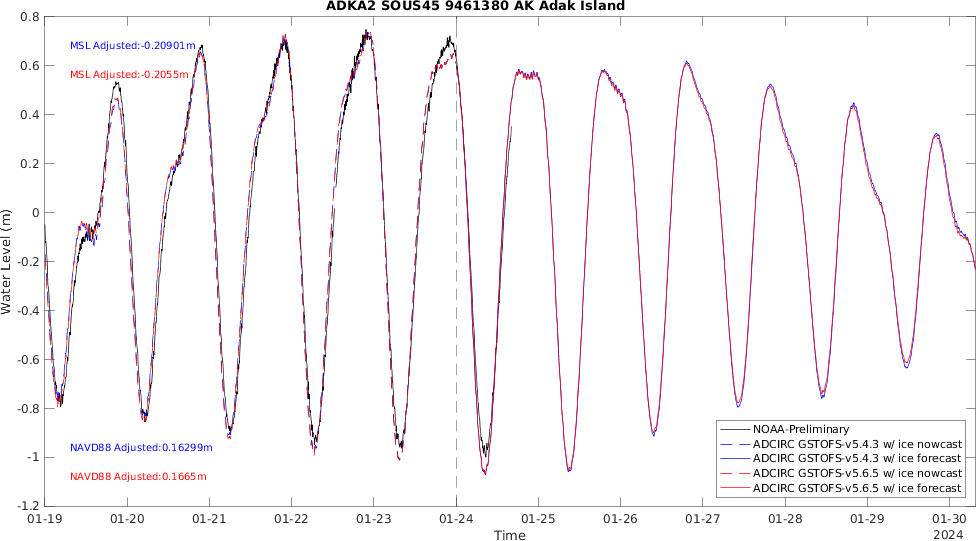 ADKA2 SOUS45 9461380 AK Adak Island
0.8
0.6
0.4
0.2
0
-0.2
-0.4
-0.6
-0.8
-1
-1.2
Water Level (m)
MSL Adjusted:-0.20901m
MSL Adjusted:-0.2055m
NAVD88 Adjusted:0.16299m
NAVD88 Adjusted:0.1665m
NOAA-Preliminary
ADCIRC GSTOFS-v5.4.3 w/ ice nowcast
ADCIRC GSTOFS-v5.4.3 w/ ice forecast
ADCIRC GSTOFS-v5.6.5 w/ ice nowcast
ADCIRC GSTOFS-v5.6.5 w/ ice forecast
01-19 01-20 01-21 01-22 01-23 01-24 01-25 01-26 01-27 01-28 01-29 01-30
Time
2024